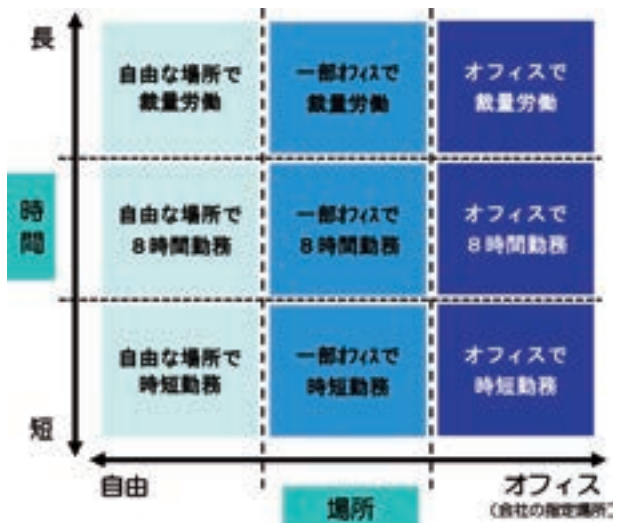 長
自由な場所で
裁量労働
一部オフィスで
裁量労働
オフィスで
裁量労働
時間
自由な場所で
8時間勤務
一部オフィスで
8時間勤務
オフィスで
8時間勤務
自由な場所で
時短勤務
一部オフィスで
時短勤務
オフィスで
時短勤務
短
自由
場所
オフィス
(会社の指定場所)